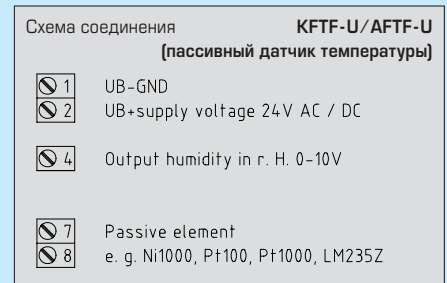 Схема соединения KFTF-U/AFTF-U
(пассивный датчик температуры)
1 UB-GND
2 UB+supply voltage 24V AC / DC
4 Output humidity in r. H. 0-10V
7 Passive element
8 e. g. Ni1000, Pt100, Pt1000, LM235Z